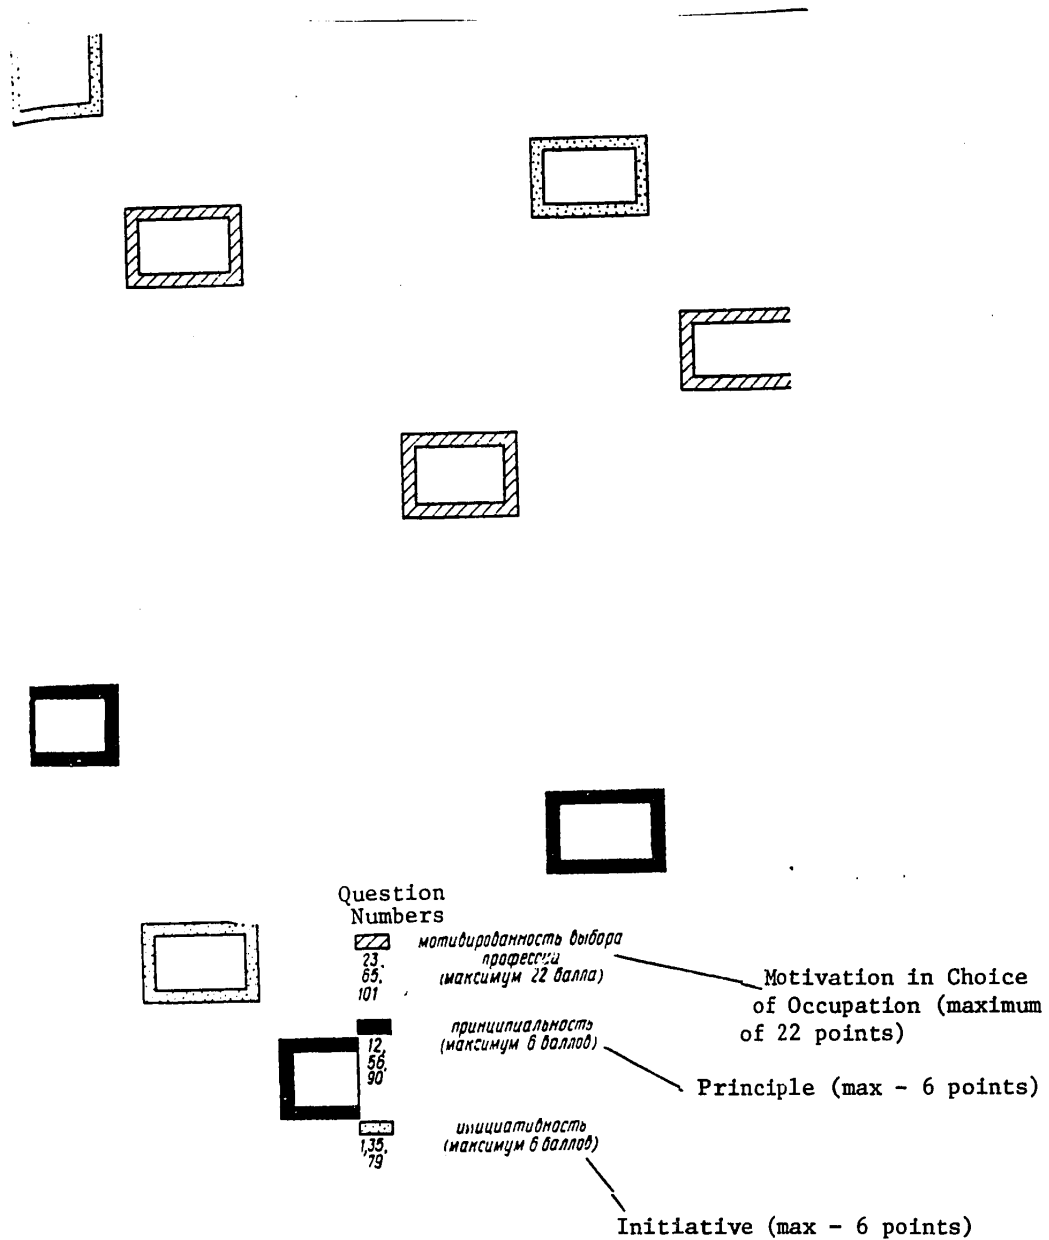 Question
Numbers
мотивированность выбора
профессии
(максимум 22 балла)
23,
65,
101
Motivation in Choice
of Occupation (maximum
of 22 points)
принципиальность
(максимум 6 баллов)
12,
56,
90
Principle (max - 6 points)
инициативность
(максимум 6 баллов)
1,35,
79
Initiative (max - 6 points)